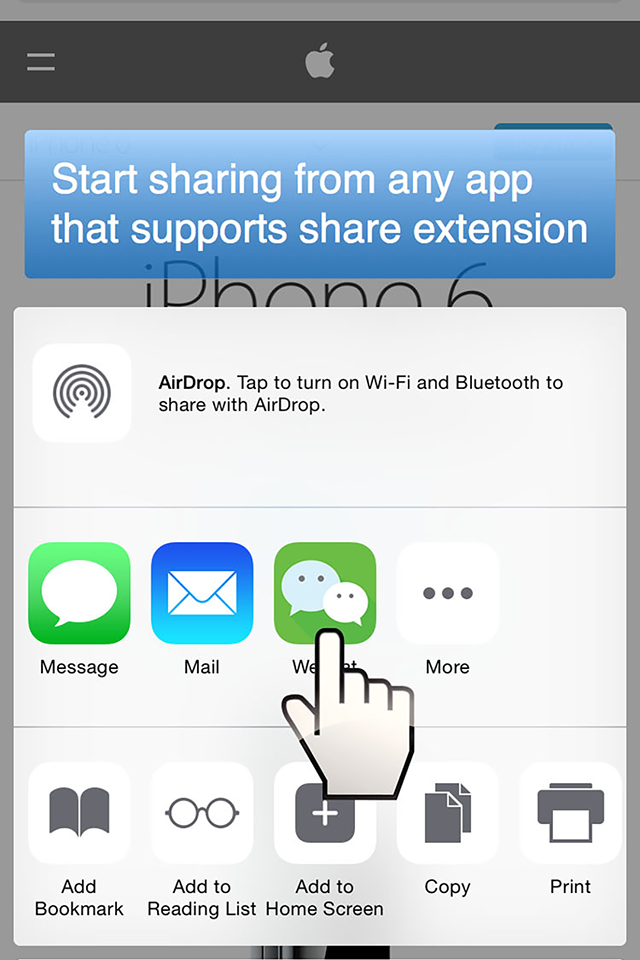 Start sharing from any app
that supports share extension
iPhone 6
AirDrop. Tap to turn on Wi-Fi and Bluetooth to
share with AirDrop.
Message
Mail
More
Add
Bookmark
Add to
Reading List
Add to
Home Screen
Copy
Print